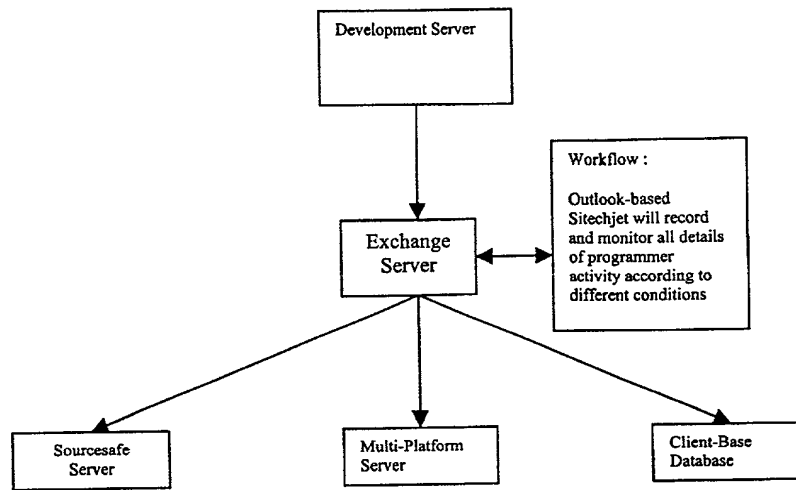 Development Server
Workflow :
Outlook-based
Sitechjet will record
and monitor all details
of programmer
activity according to
different conditions
Exchange
Server
Sourcesafe
Server
Multi-Platform
Server
Client-Base
Database